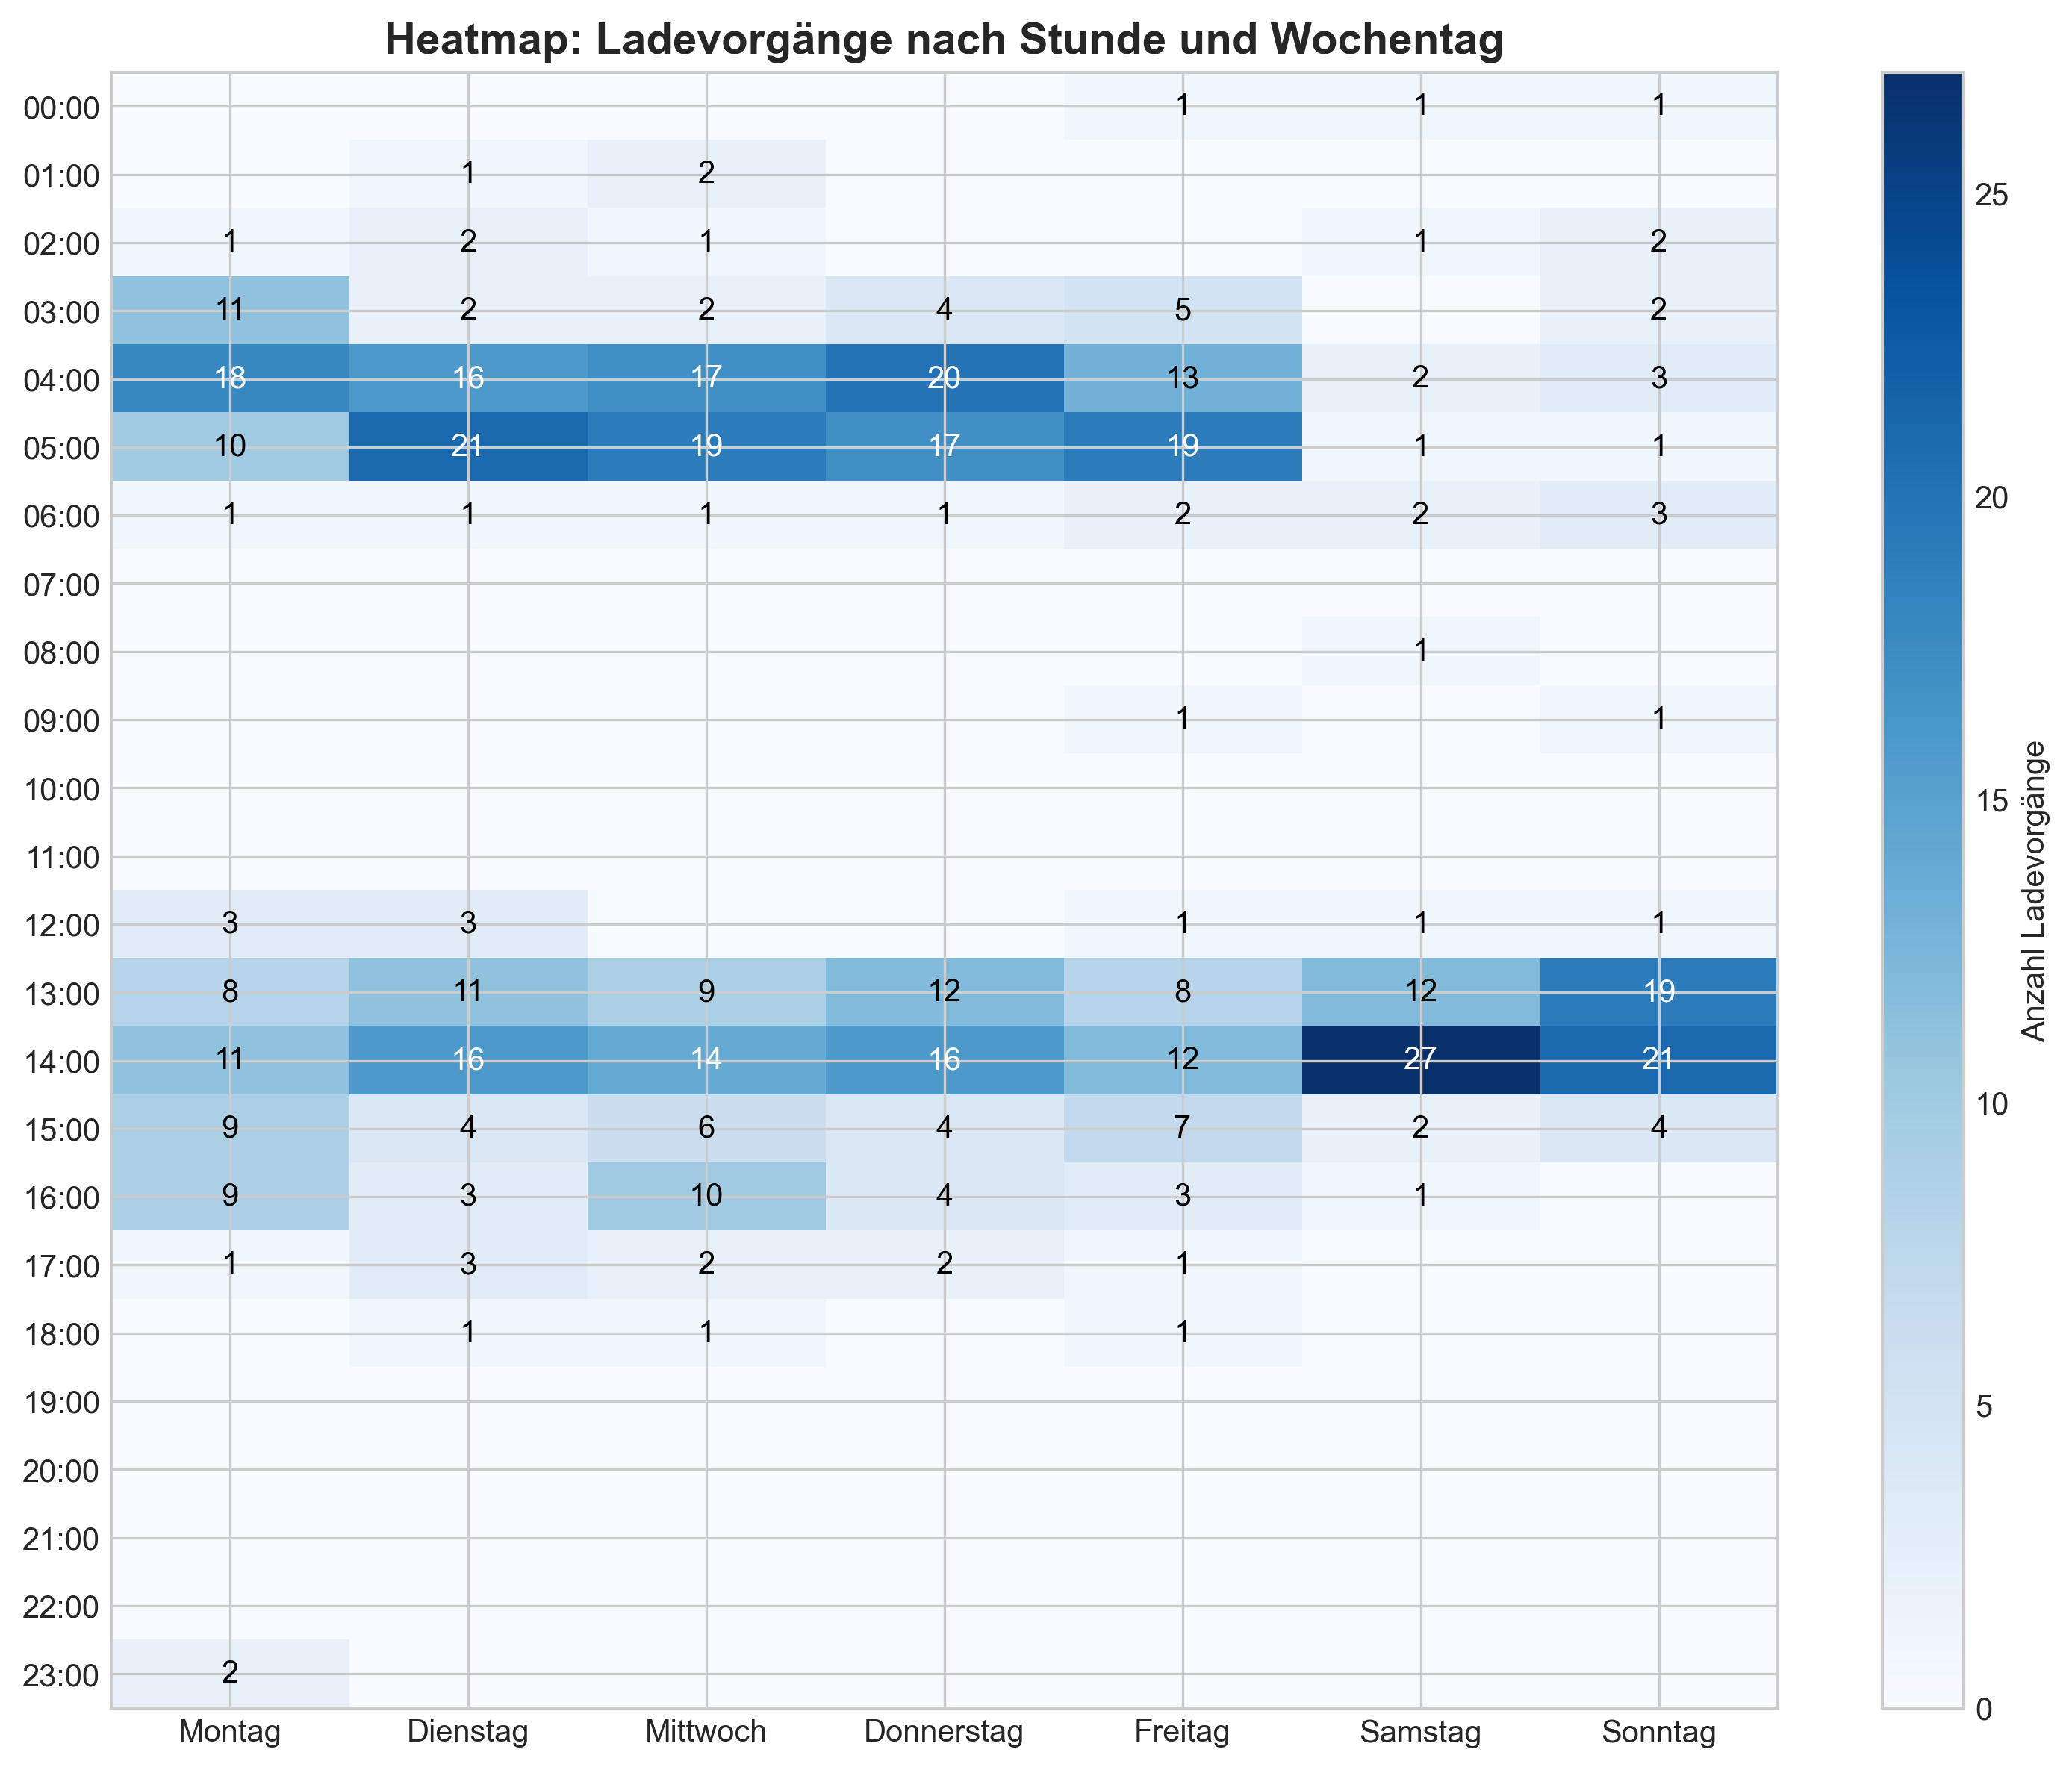 Heatmap: Ladevorgänge nach Stunde und Wochentag
00:00 1 1 1
01:00 1 2
02:00 1 2 1 1 2
03:00 11 2 2 4 5 2
04:00 18 16 17 20 13 2 3
05:00 10 21 19 17 19 1 1
06:00 1 1 1 1 2 2 3
07:00
08:00 1
09:00 1 1
10:00
11:00
12:00 3 3 1 1 1
13:00 8 11 9 12 8 12 19
14:00 11 16 14 16 12 27 21
15:00 9 4 6 4 7 2 4
16:00 9 3 10 4 3 1
17:00 1 3 2 2 1
18:00 1 1 1
19:00
20:00
21:00
22:00
23:00 2
Montag Dienstag Mittwoch Donnerstag Freitag Samstag Sonntag
25
20
15
10
5
0
Anzahl Ladevorgänge